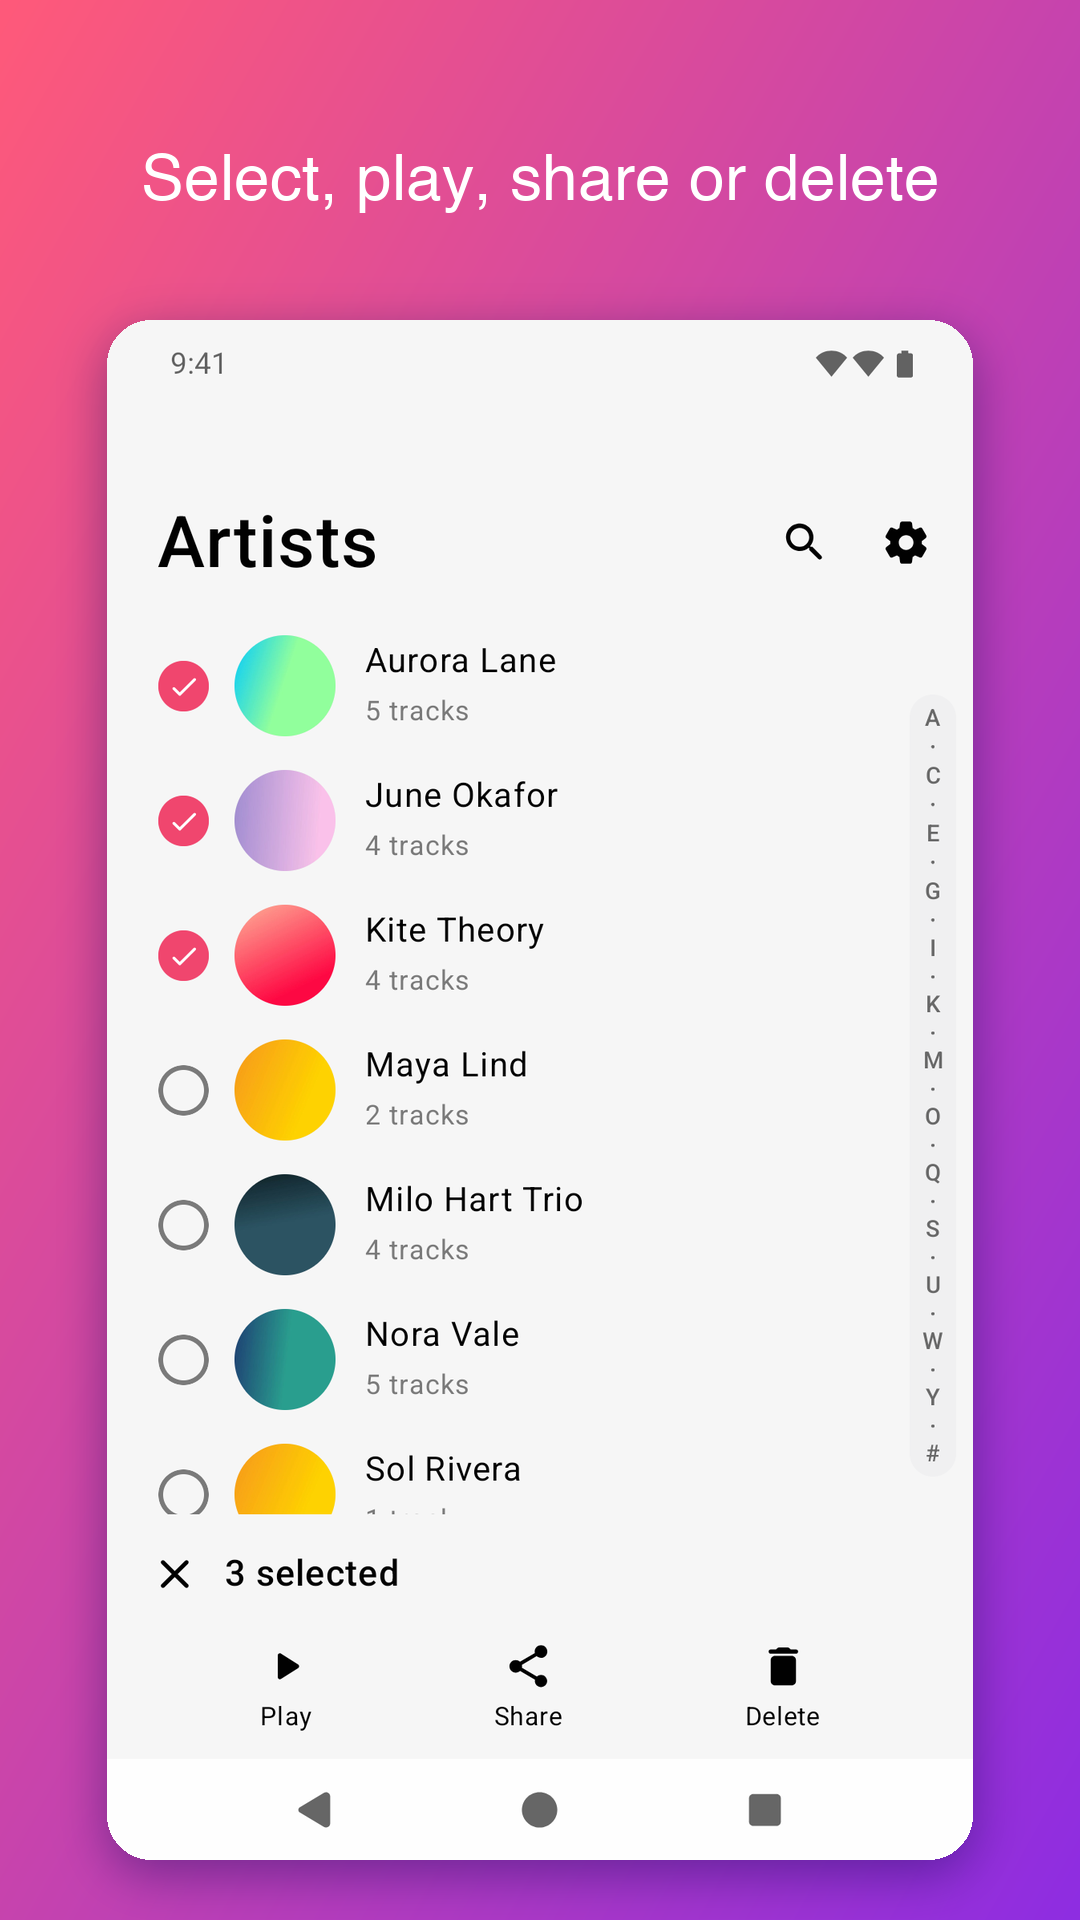 Select, play, share or delete
9:41
Artists
Aurora Lane
5 tracks
June Okafor
4 tracks
Kite Theory
4 tracks
Maya Lind
2 tracks
Milo Hart Trio
4 tracks
Nora Vale
5 tracks
Sol Rivera
A
·
C
·
E
·
G
·
I
·
K
·
M
·
O
·
Q
·
S
·
U
·
W
·
Y
·
#
3 selected
Play
Share
Delete